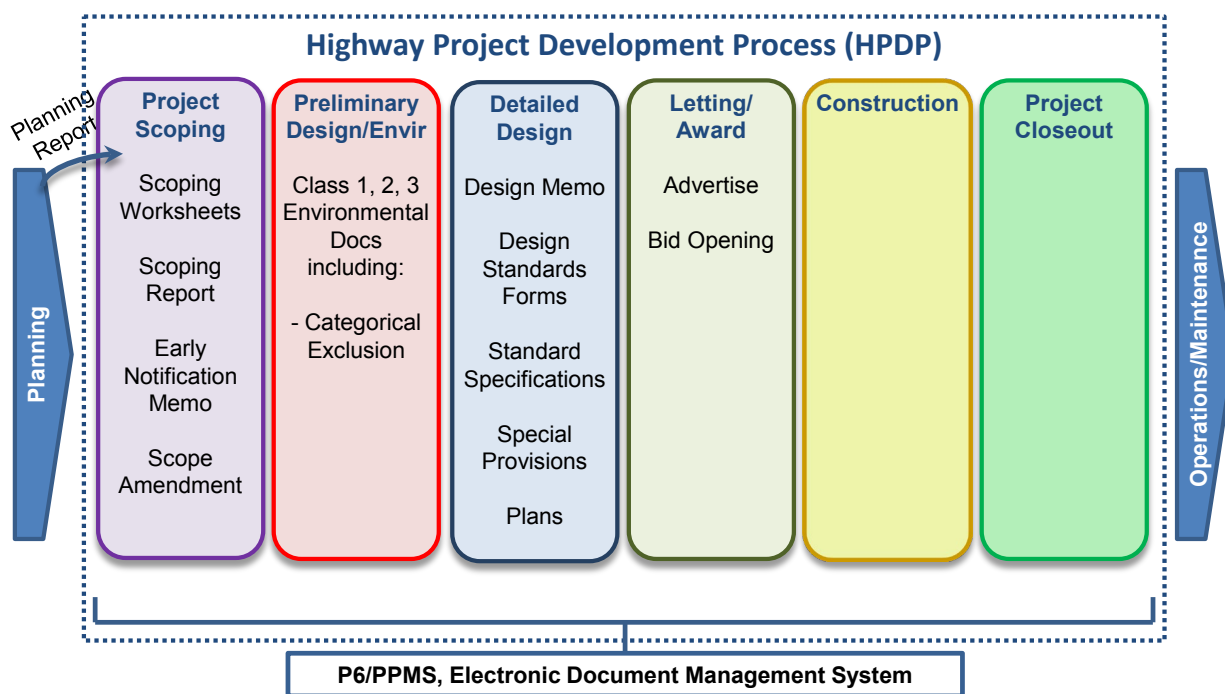 Highway Project Development Process (HPDP)
Planning
Report
Planning
Project
Scoping
Scoping
Worksheets
Scoping
Report
Early
Notification
Memo
Scope
Amendment
Preliminary
Design/Envir
Class 1, 2, 3
Environmental
Docs
including:
- Categorical
Exclusion
Detailed
Design
Design Memo
Design
Standards
Forms
Standard
Specifications
Special
Provisions
Plans
Letting/
Award
Advertise
Bid Opening
Construction
Project
Closeout
Operations/Maintenance
P6/PPMS, Electronic Document Management System